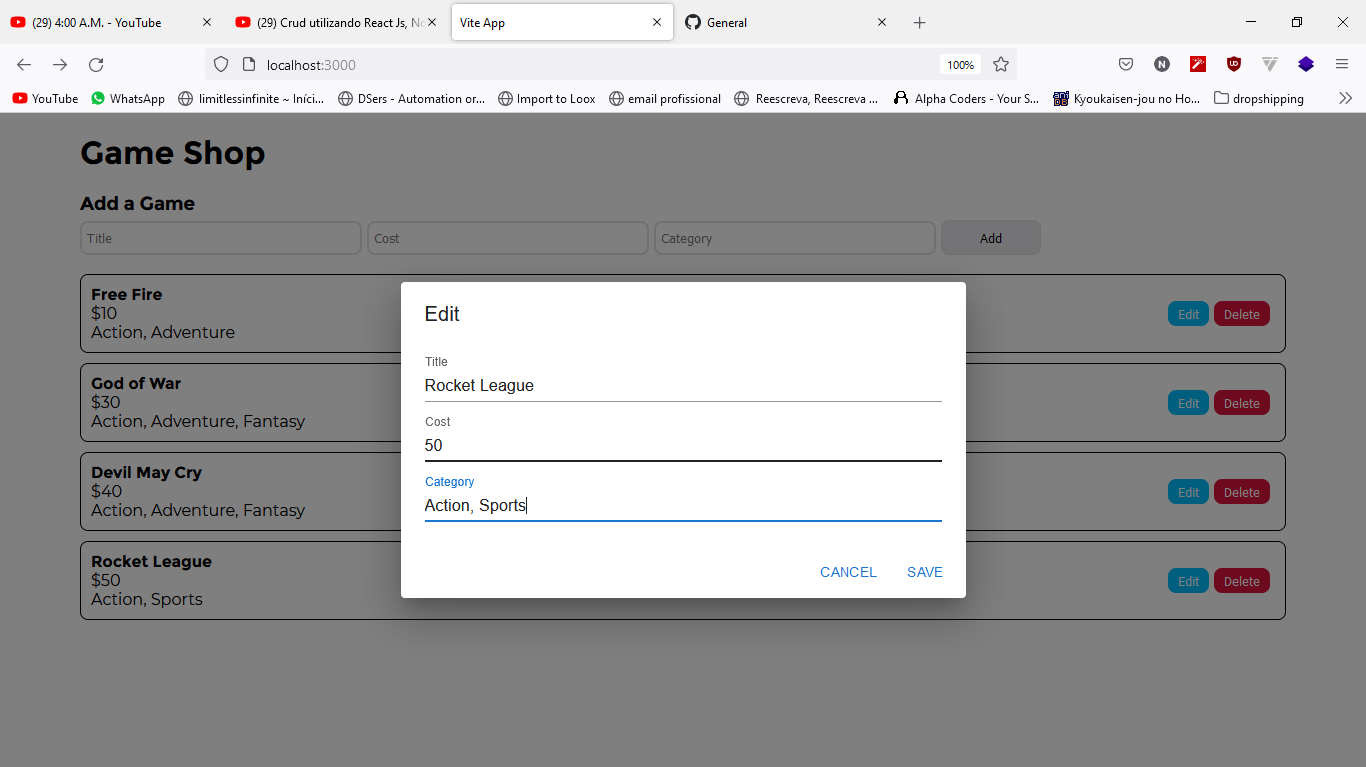 (29) 4:00 A.M. - YouTube
(29) Crud utilizando React Js, No
Vite App
General
localhost:3000
100%
YouTube
WhatsApp
limitlessinfinite ~ Iníci...
DSers - Automation or...
Import to Loox
email profissional
Reescreva, Reescreva ...
Alpha Coders - Your S...
Kyoukaisen-jou no Ho...
dropshipping
Game Shop
Add a Game
Title
Cost
Category
Add
Free Fire
$10
Action, Adventure
Edit
Delete
God of War
$30
Action, Adventure, Fantasy
Edit
Delete
Devil May Cry
$40
Action, Adventure, Fantasy
Edit
Delete
Rocket League
$50
Action, Sports
Edit
Delete
Edit
Title
Rocket League
Cost
50
Category
Action, Sports
CANCEL
SAVE